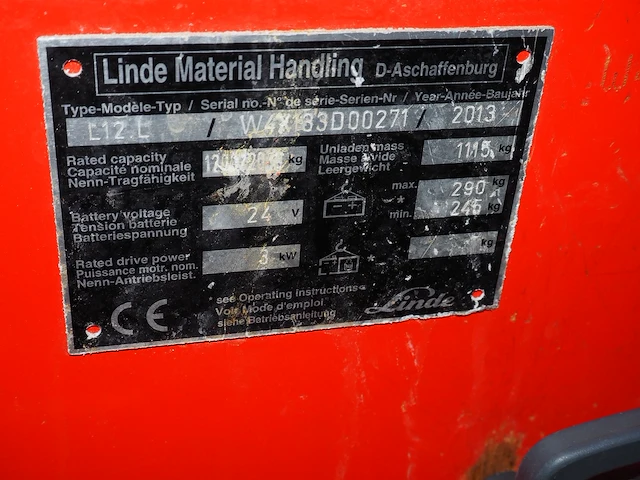 Linde Material Handling D-Aschaffenburg
Type-Modèle-Typ / Serial no.-N° de série-Serien-Nr / Year-Année-Baujahr
L12.L / W4X183D00271 / 2013
Rated capacity
Capacité nominale
Nenn-Tragfähigkeit
kg
Unladen mass
Masse à vide
Leergewicht
1115 kg
Battery voltage
Tension batterie
Batteriespannung
24 V
max. 290 kg
*
min. 245 kg
Rated drive power
Puissance motr. nom.
Nenn-Antriebsleist.
3 kW
* - kg
CE
* see Operating Instructions
Voir Mode d'emploi
siehe Betriebsanleitung
Linde